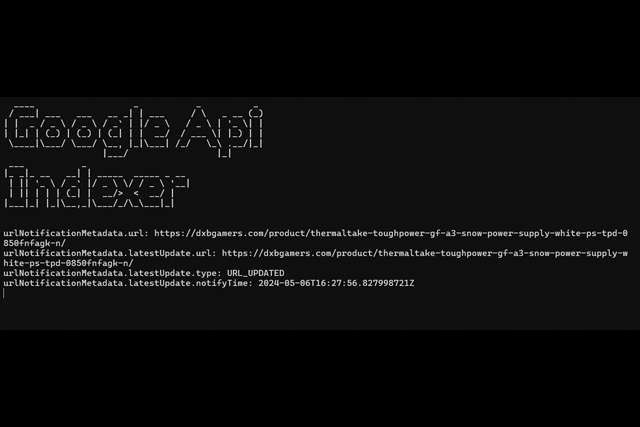 Google Api
Indexer
urlNotificationMetadata.url: https://dxbgamers.com/product/thermaltake-toughpower-gf-a3-snow-power-supply-white-ps-tpd-0
850fnfagk-n/
urlNotificationMetadata.latestUpdate.url: https://dxbgamers.com/product/thermaltake-toughpower-gf-a3-snow-power-supply-w
hite-ps-tpd-0850fnfagk-n/
urlNotificationMetadata.latestUpdate.type: URL_UPDATED
urlNotificationMetadata.latestUpdate.notifyTime: 2024-05-06T16:27:56.827998721Z